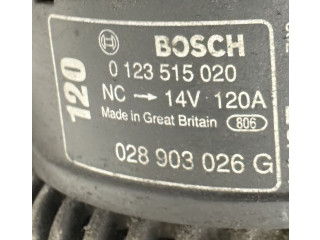 BOSCH
0 123 515 020
NC → 14V 120A
Made in Great Britain 806
028 903 026 G
120